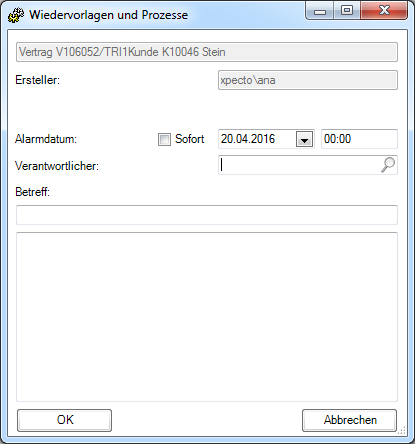 Wiedervorlagen und Prozesse
Vertrag V106052/TRI1Kunde K10046 Stein
Ersteller: xpecto\ana
Alarmdatum: Sofort 20.04.2016 00:00
Verantwortlicher:
Betreff:
OK Abbrechen